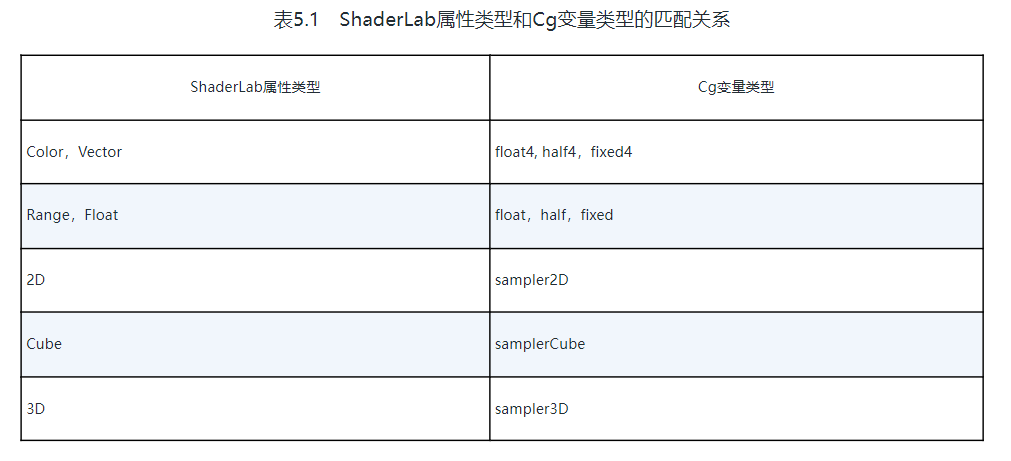 表5.1 ShaderLab属性类型和Cg变量类型的匹配关系
ShaderLab属性类型 Cg变量类型
Color，Vector float4, half4，fixed4
Range，Float float，half，fixed
2D sampler2D
Cube samplerCube
3D sampler3D